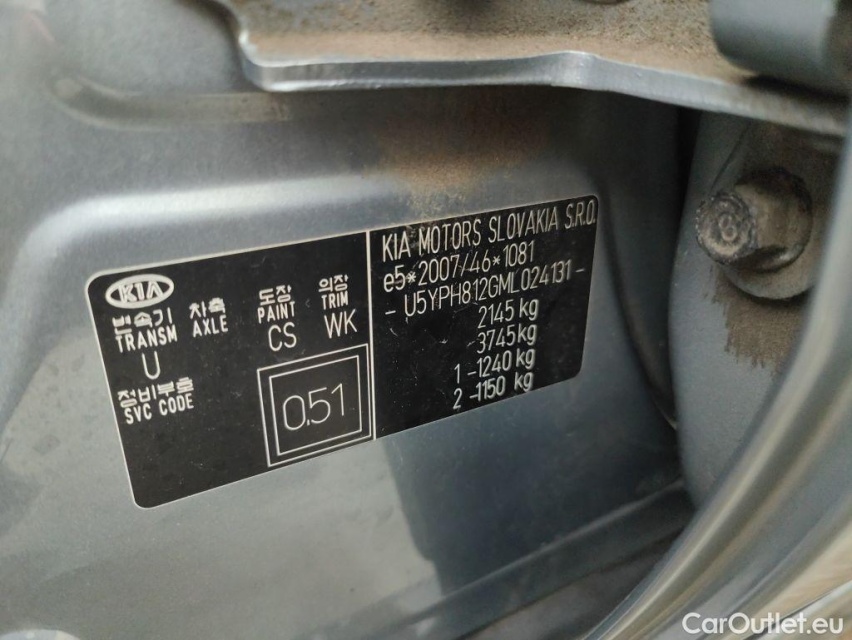 KIA
변속기 차축 도장 의장
TRANSM AXLE PAINT TRIM
U CS WK
정비부호
SVC CODE
0.51
KIA MOTORS SLOVAKIA S.R.O.
e5*2007/46*1081
- U5YPH812GML024131 -
2145 kg
3745kg
1 -1240 kg
2 -1150 kg
CarOutlet.eu